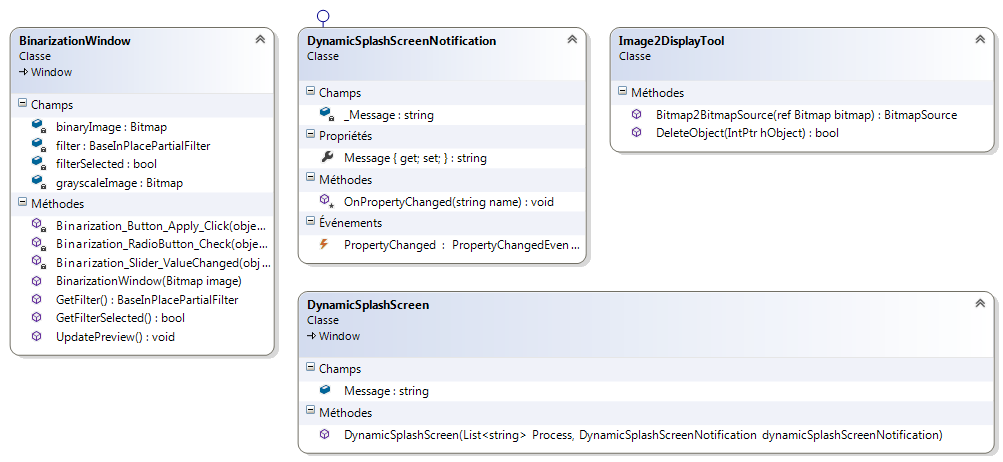 BinarizationWindow
Classe
Window
Champs
binaryImage : Bitmap
filter : BaseInPlacePartialFilter
filterSelected : bool
grayscaleImage : Bitmap
Méthodes
Binarization_Button_Apply_Click(obje...
Binarization_RadioButton_Check(obje...
Binarization_Slider_ValueChanged(obj...
BinarizationWindow(Bitmap image)
GetFilter() : BaseInPlacePartialFilter
GetFilterSelected() : bool
UpdatePreview() : void
DynamicSplashScreenNotification
Classe
Champs
_Message : string
Propriétés
Message { get; set; } : string
Méthodes
OnPropertyChanged(string name) : void
Événements
PropertyChanged : PropertyChangedEven...
Image2DisplayTool
Classe
Méthodes
Bitmap2BitmapSource(ref Bitmap bitmap) : BitmapSource
DeleteObject(IntPtr hObject) : bool
DynamicSplashScreen
Classe
Window
Champs
Message : string
Méthodes
DynamicSplashScreen(List<string> Process, DynamicSplashScreenNotification dynamicSplashScreenNotification)